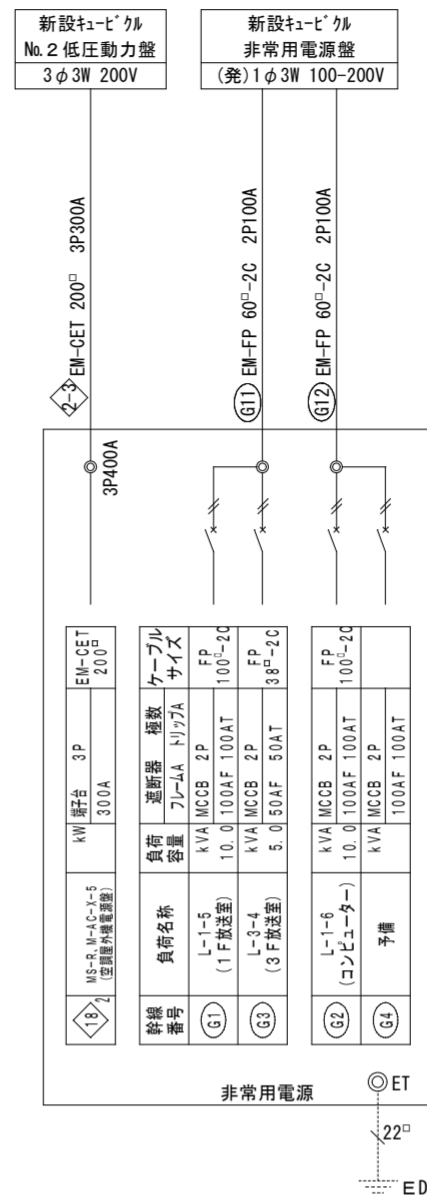 新設キュービクル
No.2 低圧動力盤
3φ3W 200V
新設キュービクル
非常用電源盤
(発)1φ3W 100-200V
2-3 EM-CET 200□ 3P300A
G11 EM-FP 60□-2C 2P100A
G12 EM-FP 60□-2C 2P100A
3P400A
18 2
MS-R, M-AC-X-5
(空調屋外機電源盤)
kW
端子台 3P
300A
EM-CET
200□
幹線
番号
負荷名称
負荷
容量
遮断器 極数
フレームA トリップA
ケーブル
サイズ
G1
L-1-5
(1F放送室)
kVA
10.0
MCCB 2P
100AF 100AT
FP
100□-2C
G3
L-3-4
(3F放送室)
kVA
5.0
MCCB 2P
50AF 50AT
FP
38□-2C
G2
L-1-6
(コンピューター)
kVA
10.0
MCCB 2P
100AF 100AT
FP
100□-2C
G4
予備
kVA
MCCB 2P
100AF 100AT
非常用電源
ET
22□
ED